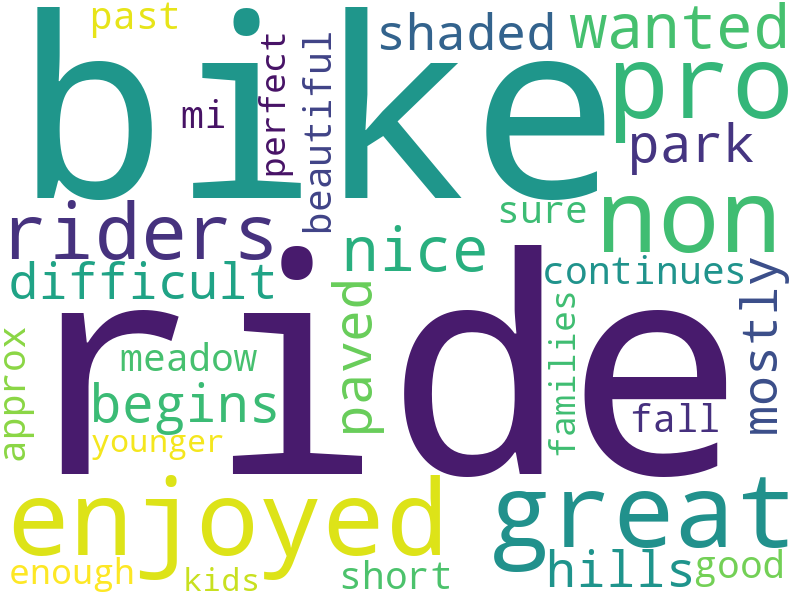 past
bike
shaded
wanted
pro
mi
perfect
beautiful
park
riders
sure
non
nice
difficult
continues
ride
paved
mostly
approx
meadow
families
begins
fall
younger
enjoyed
great
enough
kids
short
hills
good